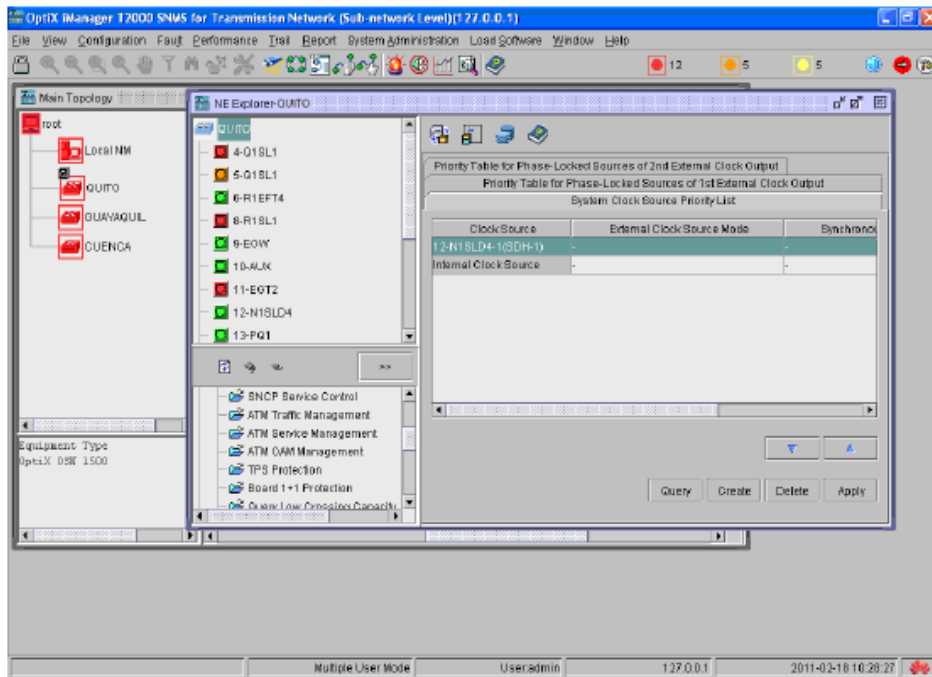 OptiX iManager T2000 SNMS for Transmission Network (Sub-network Level)(127.0.0.1)
File View Configuration Fault Performance Trail Report System Administration Load Software Window Help
12 5 5
Main Topology
root
Local NM
QUITO
GUAYAQUIL
CUENCA
Equipment Type
OptiX OSN 1500
NE Explorer-QUITO
QUITO
4-Q1SL1
5-Q1SL1
6-R1EFT4
8-R1SL1
9-EOW
10-AUX
11-EGT2
12-N1SLD4
13-PQ1
>>
SNCP Service Control
ATM Traffic Management
ATM Service Management
ATM OAM Management
TPS Protection
Board 1+1 Protection
Query Low Crossing Capacity
Priority Table for Phase-Locked Sources of 2nd External Clock Output
Priority Table for Phase-Locked Sources of 1st External Clock Output
System Clock Source Priority List
Clock Source External Clock Source Mode Synchronou
12-N1SLD4-1(SDH-1) - -
Internal Clock Source - -
Query Create Delete Apply
Multiple User Mode User:admin 127.0.0.1 2011-02-18 10:28:27